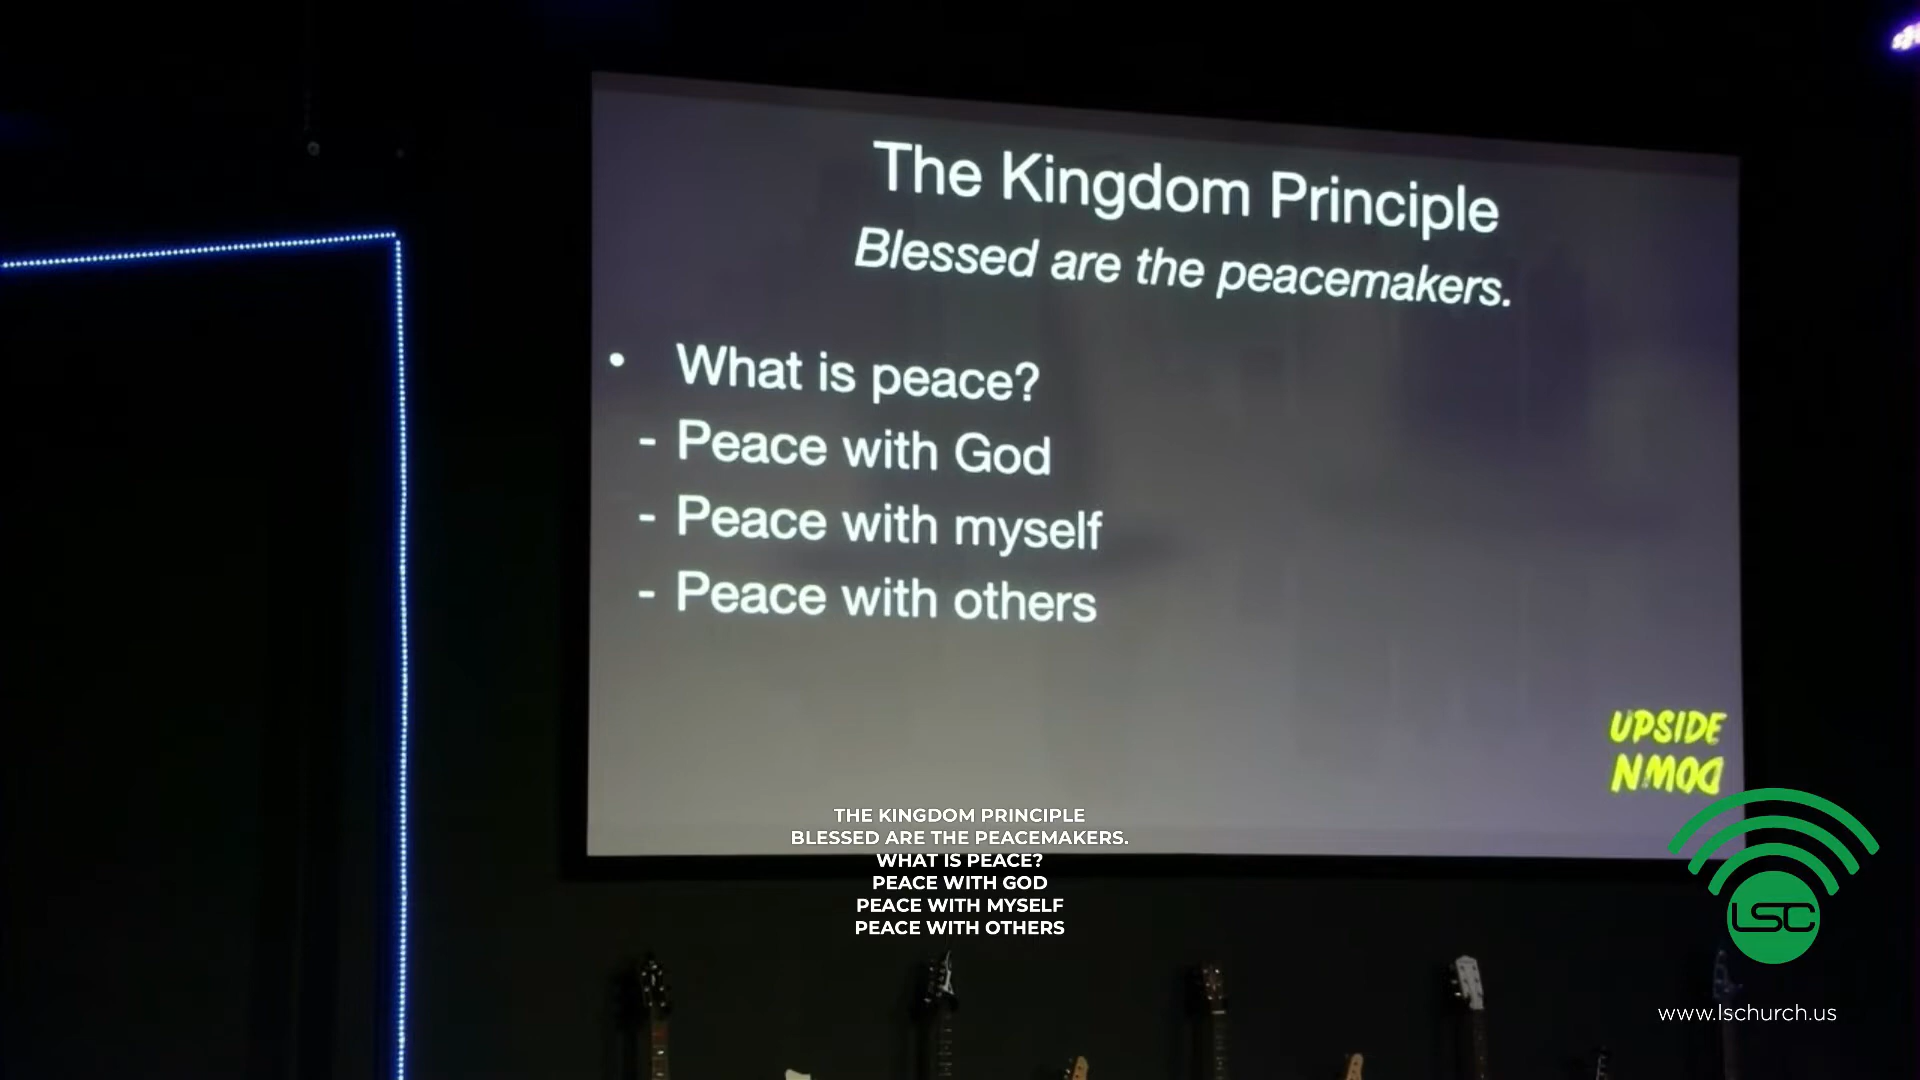 The Kingdom Principle
Blessed are the peacemakers.
• What is peace?
- Peace with God
- Peace with myself
- Peace with others
UPSIDE
DOWN
THE KINGDOM PRINCIPLE
BLESSED ARE THE PEACEMAKERS.
WHAT IS PEACE?
PEACE WITH GOD
PEACE WITH MYSELF
PEACE WITH OTHERS
LSC
www.lschurch.us